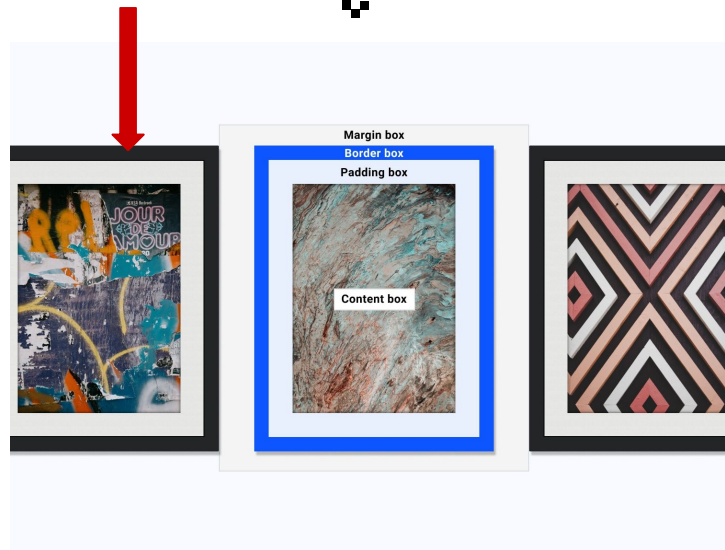 Margin box
Border box
Padding box
JOUR
DE
AMOUR
Content box